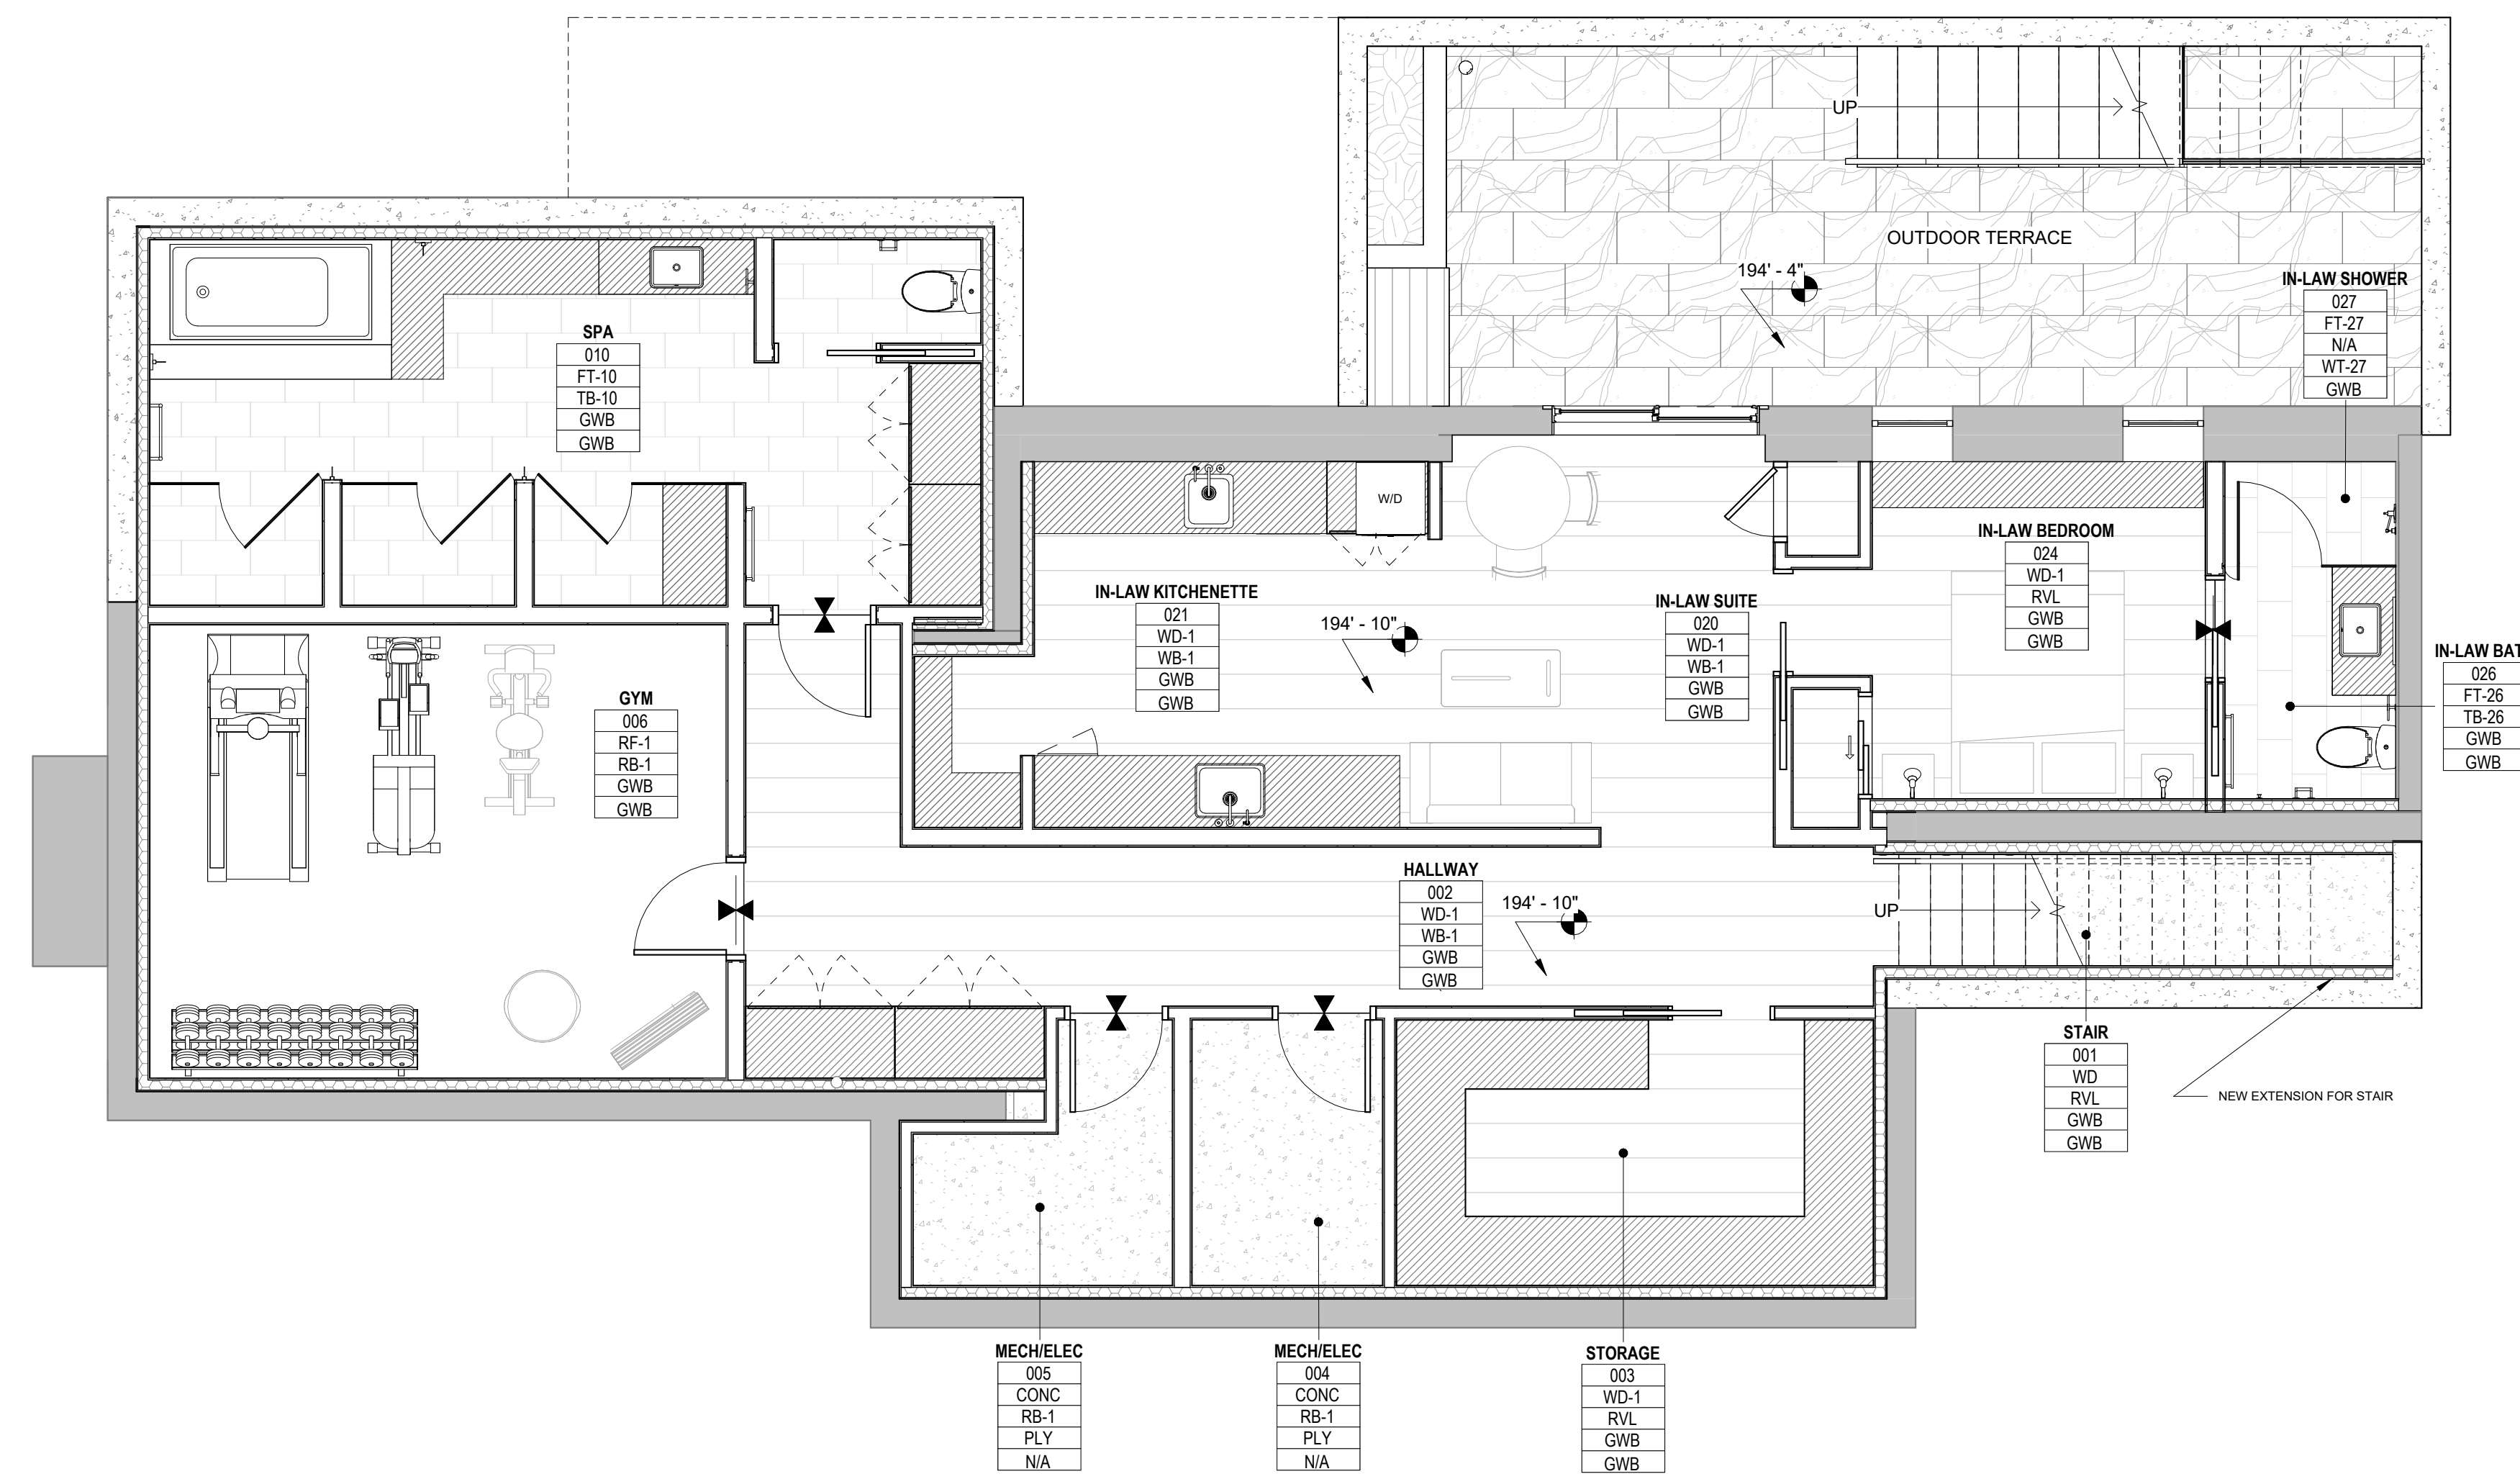 UP
OUTDOOR TERRACE
194' - 4"
IN-LAW SHOWER
027
FT-27
N/A
WT-27
GWB
SPA
010
FT-10
TB-10
GWB
GWB
W/D
IN-LAW BEDROOM
024
WD-1
RVL
GWB
GWB
IN-LAW KITCHENETTE
021
WD-1
WB-1
GWB
GWB
194' - 10"
IN-LAW SUITE
020
WD-1
WB-1
GWB
GWB
IN-LAW BAT
026
FT-26
TB-26
GWB
GWB
GYM
006
RF-1
RB-1
GWB
GWB
HALLWAY
002
WD-1
WB-1
GWB
GWB
194' - 10"
UP
STAIR
001
WD
RVL
GWB
GWB
NEW EXTENSION FOR STAIR
MECH/ELEC
005
CONC
RB-1
PLY
N/A
MECH/ELEC
004
CONC
RB-1
PLY
N/A
STORAGE
003
WD-1
RVL
GWB
GWB